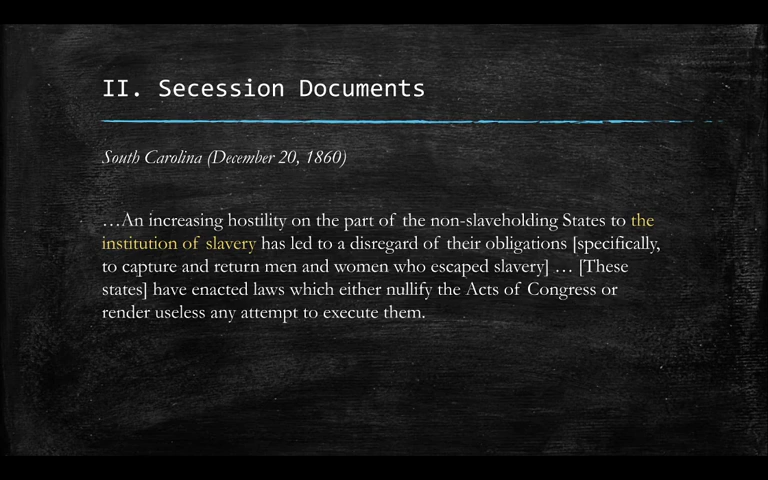 II. Secession Documents
South Carolina (December 20, 1860)
…An increasing hostility on the part of the non-slaveholding States to the
institution of slavery has led to a disregard of their obligations [specifically,
to capture and return men and women who escaped slavery] … [These
states] have enacted laws which either nullify the Acts of Congress or
render useless any attempt to execute them.